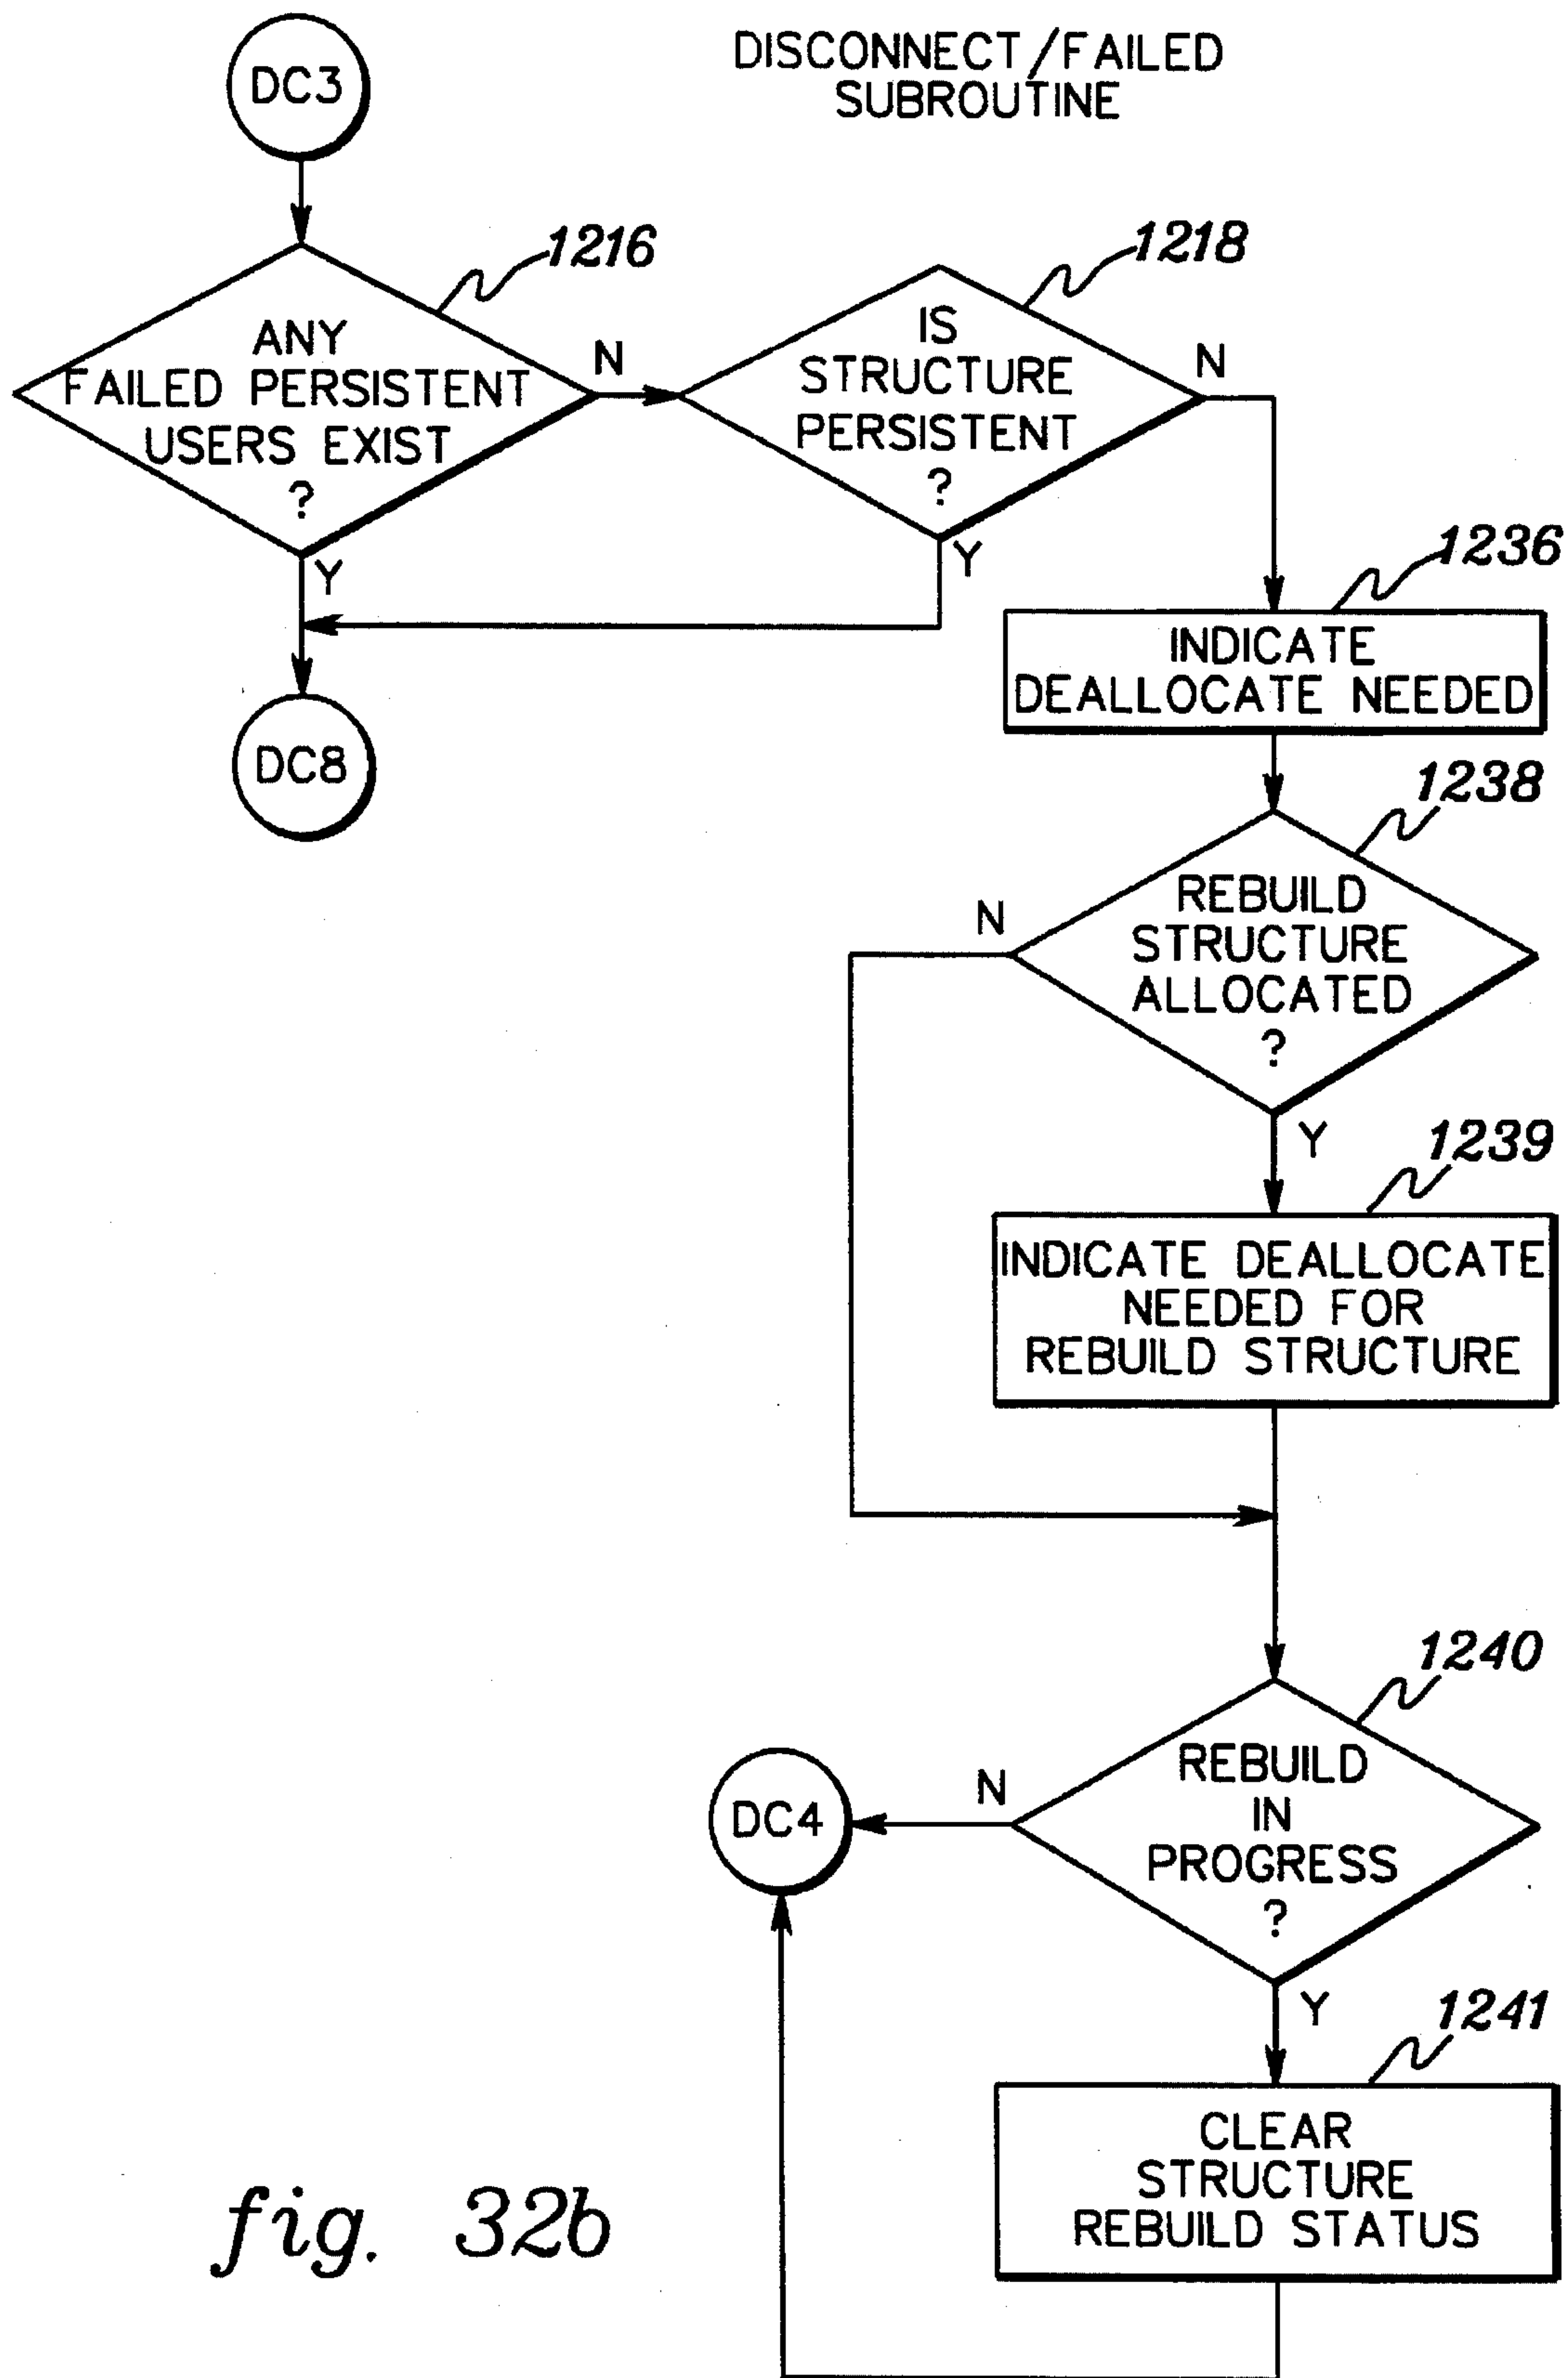 DISCONNECT/FAILED
SUBROUTINE
DC3
1216
ANY
FAILED PERSISTENT
USERS EXIST
?
N
Y
1218
IS
STRUCTURE
PERSISTENT
?
N
Y
DC8
1236
INDICATE
DEALLOCATE NEEDED
1238
REBUILD
STRUCTURE
ALLOCATED
?
N
Y
1239
INDICATE DEALLOCATE
NEEDED FOR
REBUILD STRUCTURE
1240
REBUILD
IN
PROGRESS
?
N
DC4
Y
1241
CLEAR
STRUCTURE
REBUILD STATUS
fig. 32b